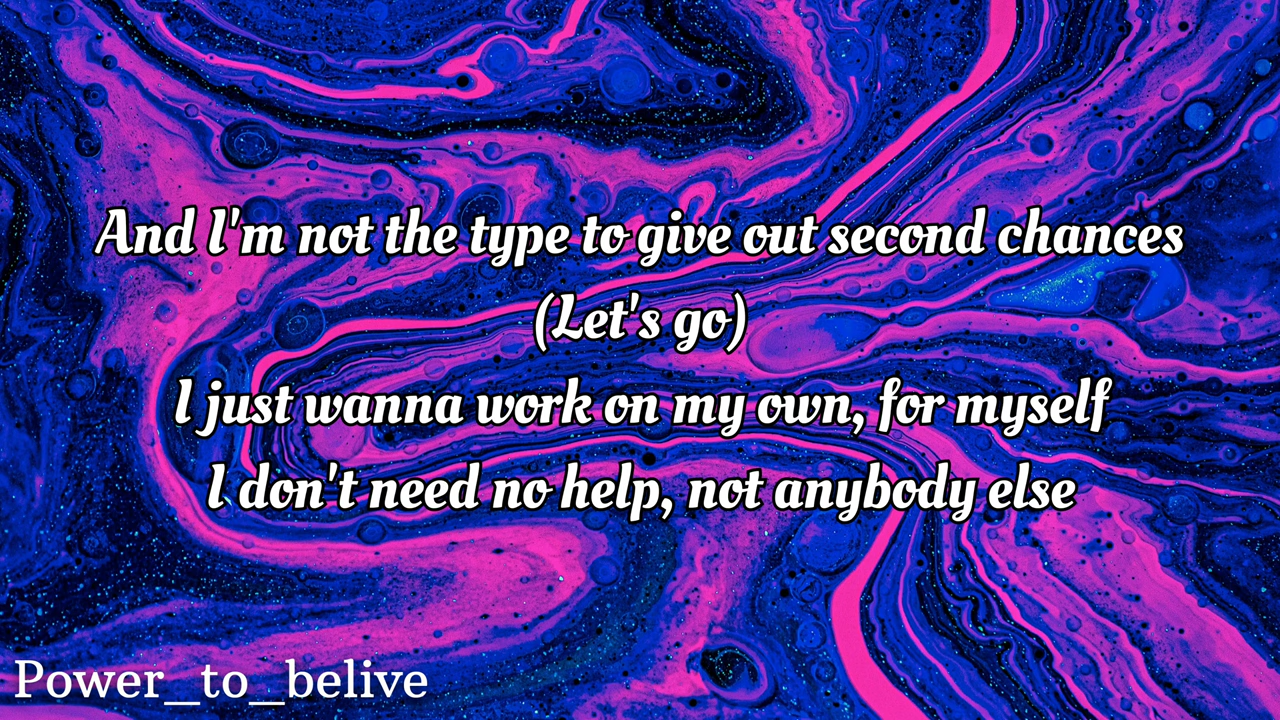 And I'm not the type to give out second chances
(Let's go)
I just wanna work on my own, for myself
I don't need no help, not anybody else
Power_to_belive